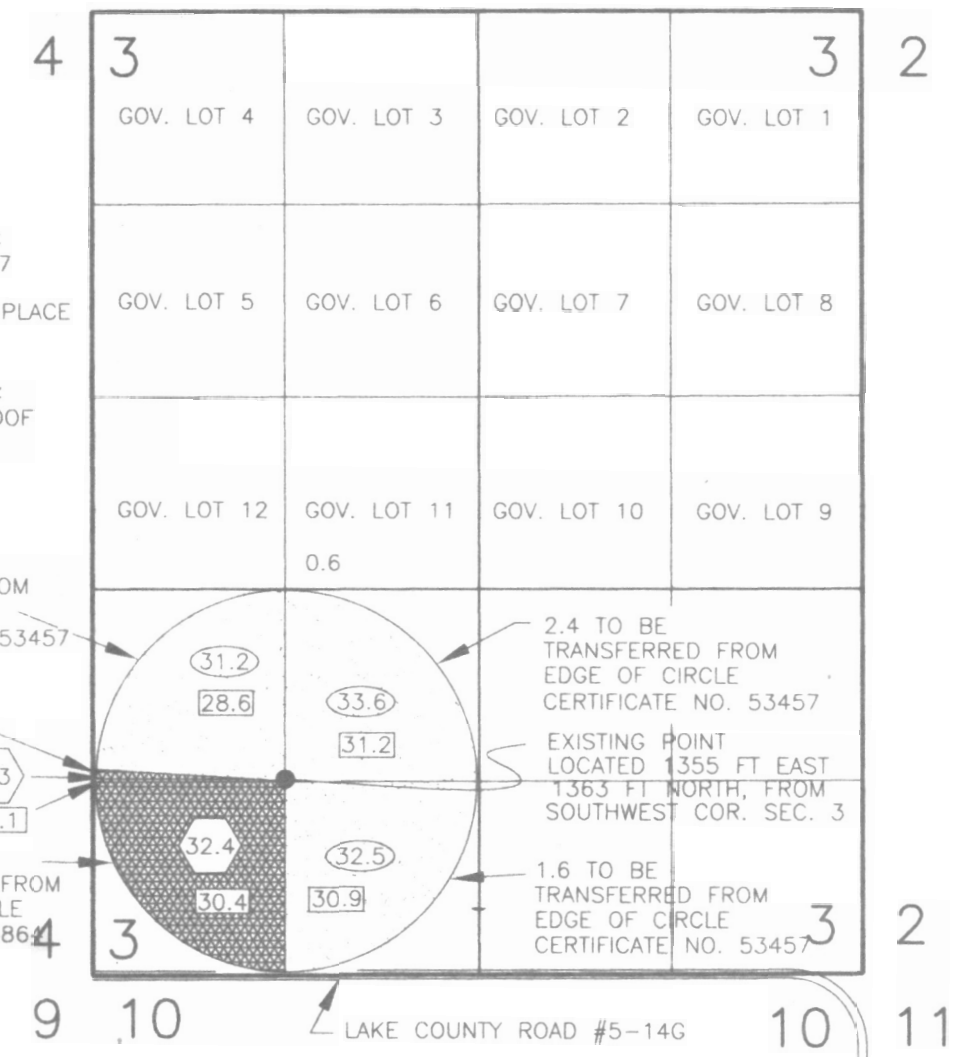 4 3 3 2
GOV. LOT 4 GOV. LOT 3 GOV. LOT 2 GOV. LOT 1
7
PLACE
GOV. LOT 5 GOV. LOT 6 GOV. LOT 7 GOV. LOT 8
OOF
GOV. LOT 12 GOV. LOT 11 GOV. LOT 10 GOV. LOT 9
0.6
OM
53457
31.2
28.6
33.6
31.2
2.4 TO BE
TRANSFERRED FROM
EDGE OF CIRCLE
CERTIFICATE NO. 53457
EXISTING POINT
LOCATED 1355 FT EAST
1363 FT NORTH, FROM
SOUTHWEST COR. SEC. 3
3
.1
32.4
30.4
32.5
30.9
1.6 TO BE
TRANSFERRED FROM
EDGE OF CIRCLE
CERTIFICATE NO. 53457
FROM
LE
864
4 3 3 2
9 10 10 11
LAKE COUNTY ROAD #5-14G